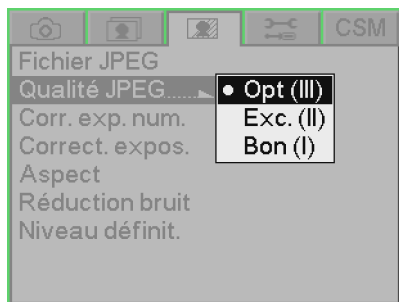 CSM
Fichier JPEG
Qualité JPEG....... Opt (III)
Corr. exp. num. Exc. (II)
Correct. expos. Bon (I)
Aspect
Réduction bruit
Niveau définit.